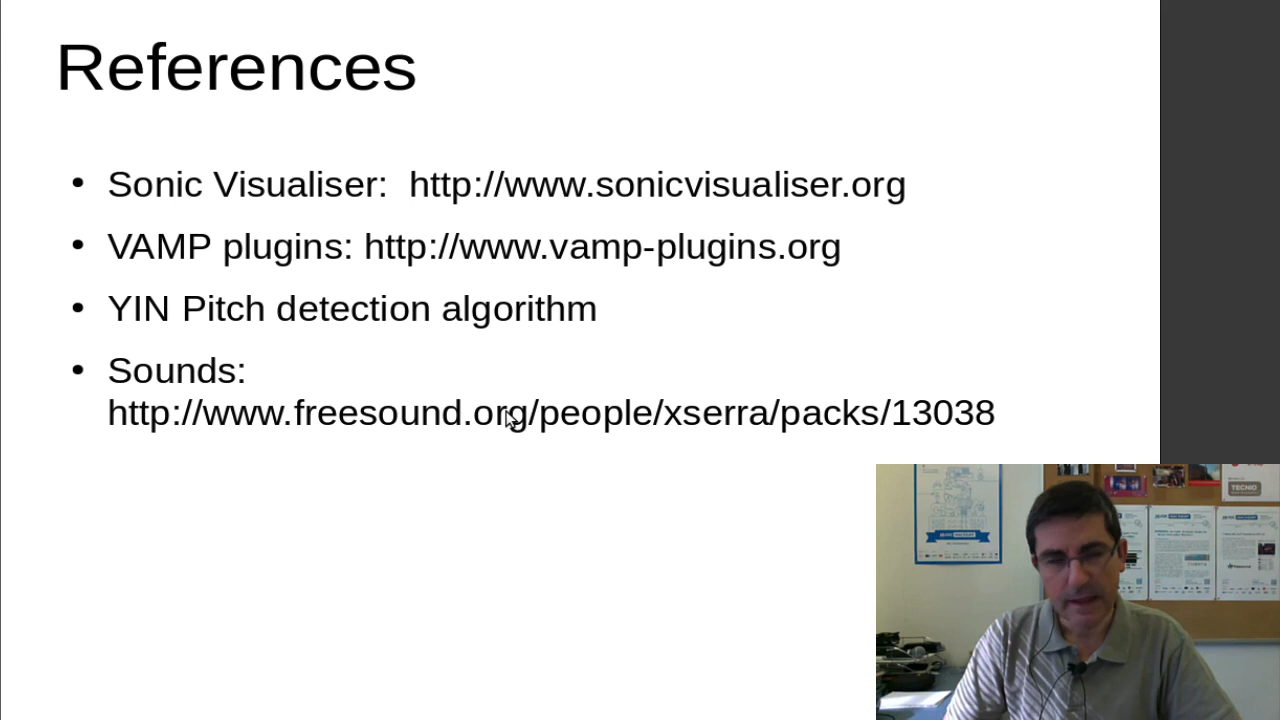 References
• Sonic Visualiser: http://www.sonicvisualiser.org
• VAMP plugins: http://www.vamp-plugins.org
• YIN Pitch detection algorithm
• Sounds:
http://www.freesound.org/people/xserra/packs/13038
TECNIO